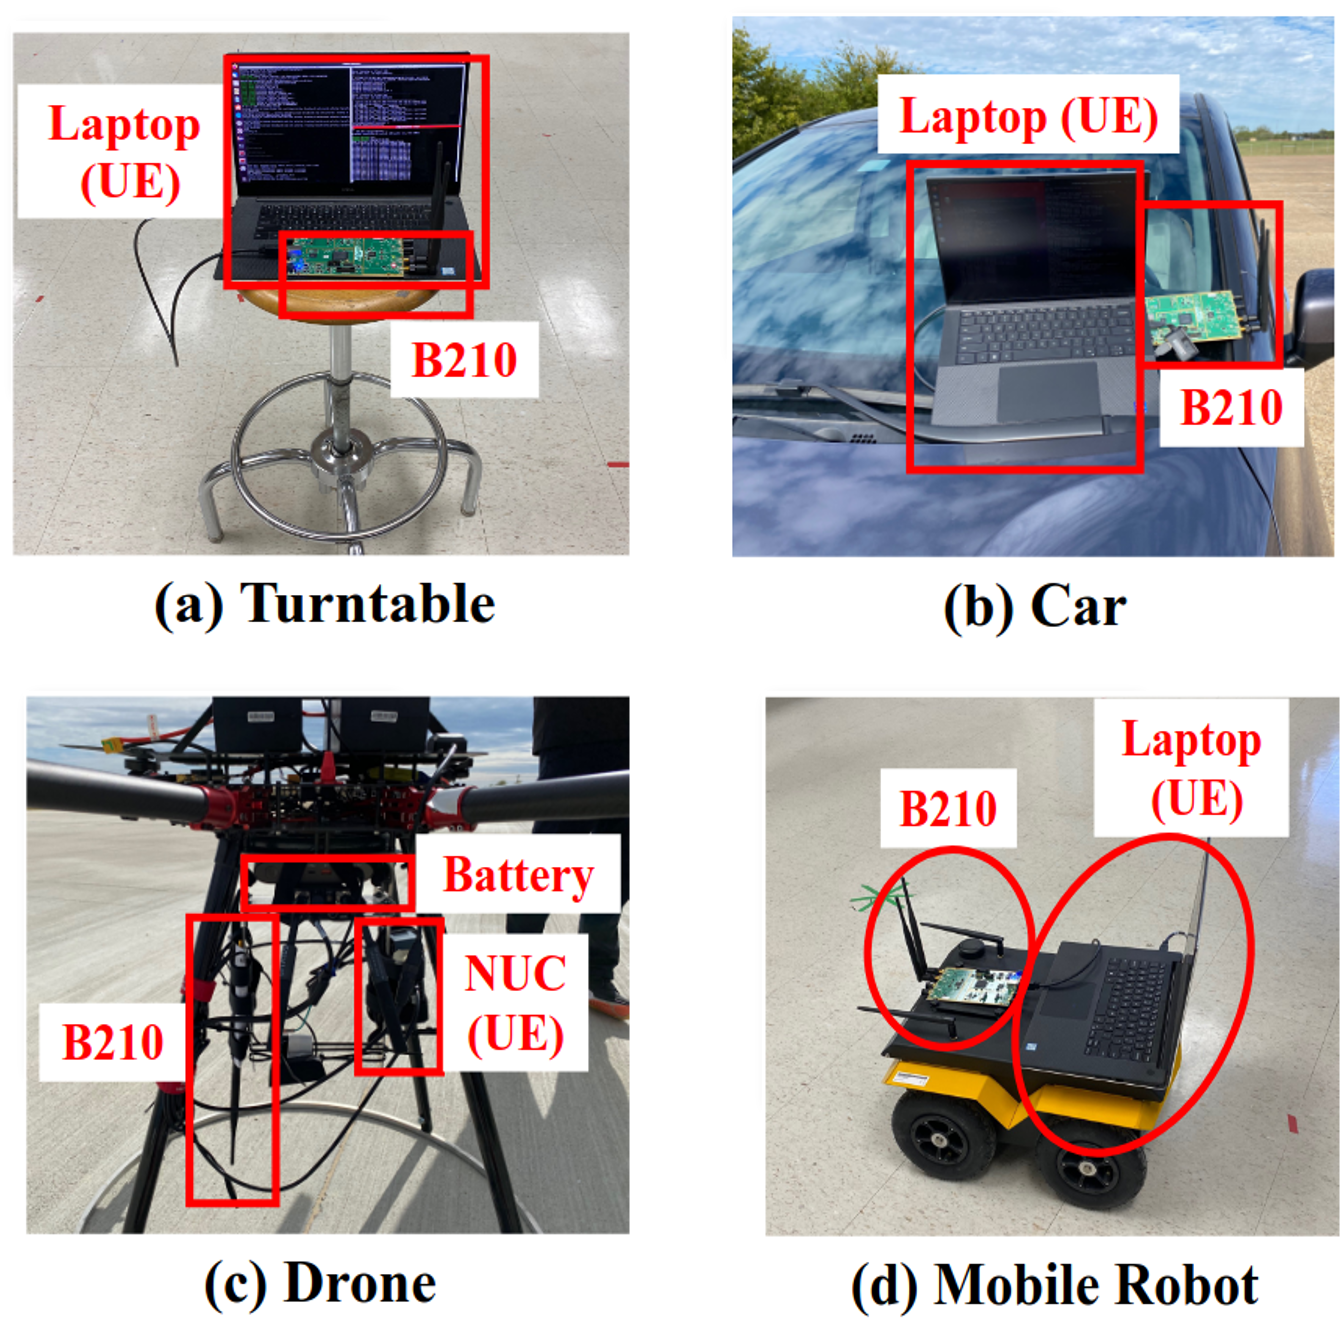 Laptop
(UE)
B210
(a) Turntable
Laptop (UE)
B210
(b) Car
Battery
NUC
(UE)
B210
(c) Drone
Laptop
(UE)
B210
(d) Mobile Robot